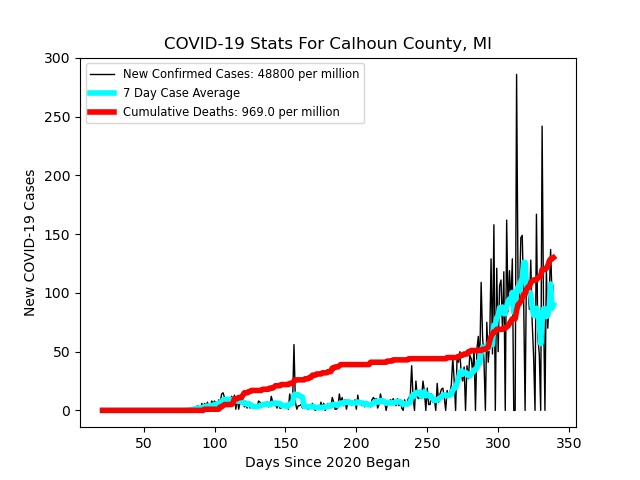 COVID-19 Stats For Calhoun County, MI
New Confirmed Cases: 48800 per million
7 Day Case Average
Cumulative Deaths: 969.0 per million
New COVID-19 Cases
300
250
200
150
100
50
0
50 100 150 200 250 300 350
Days Since 2020 Began